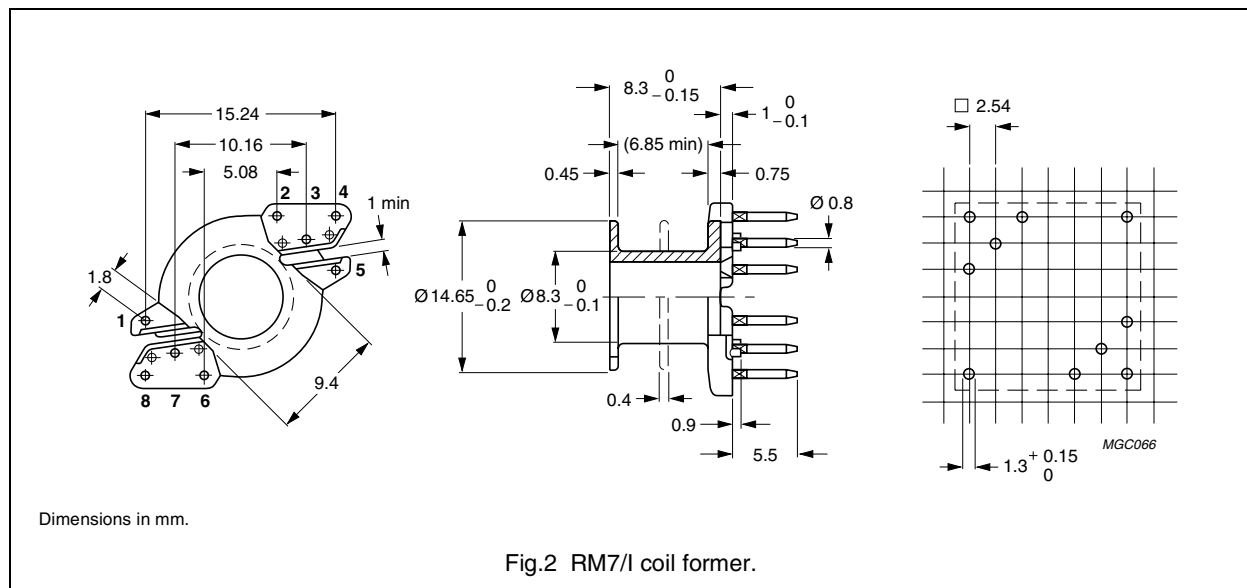 15.24
10.16
5.08
2 3 4
1 min
5
1.8
1
8 7 6
9.4
8.3 0 −0.15
1 0 −0.1
(6.85 min)
0.45
0.75
Ø 0.8
Ø 14.65 0 −0.2
Ø 8.3 0 −0.1
0.4
0.9
5.5
□ 2.54
1.3 + 0.15 0
MGC066
Dimensions in mm.
Fig.2 RM7/I coil former.